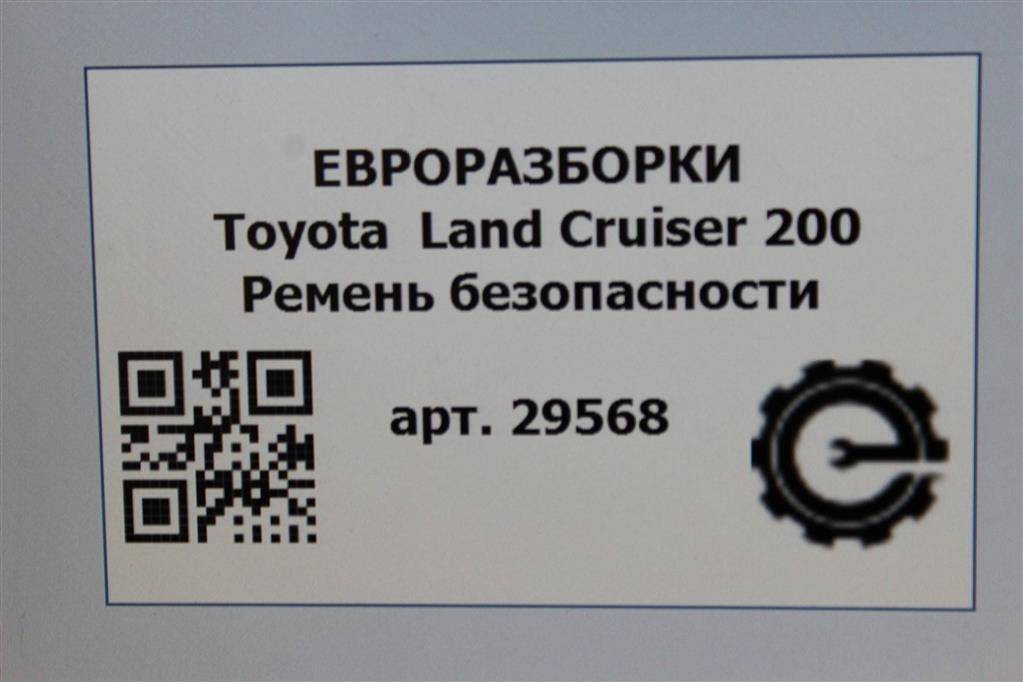 ЕВРОРАЗБОРКИ
Toyota Land Cruiser 200
Ремень безопасности
арт. 29568